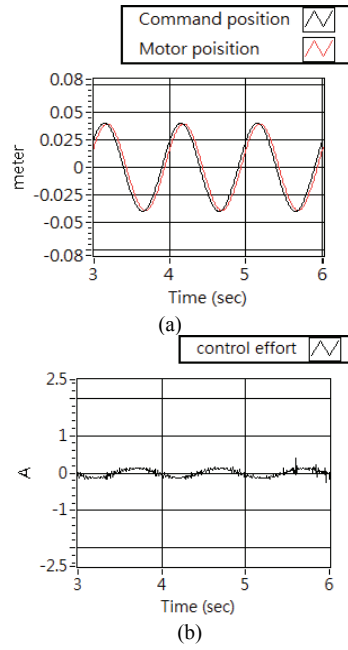 Command position
Motor poisition
0.08
0.05
0.025
0
-0.025
-0.05
-0.08
meter
3 4 5 6
Time (sec)
(a)
control effort
2.5
1
0
-1
-2.5
A
3 4 5 6
Time (sec)
(b)